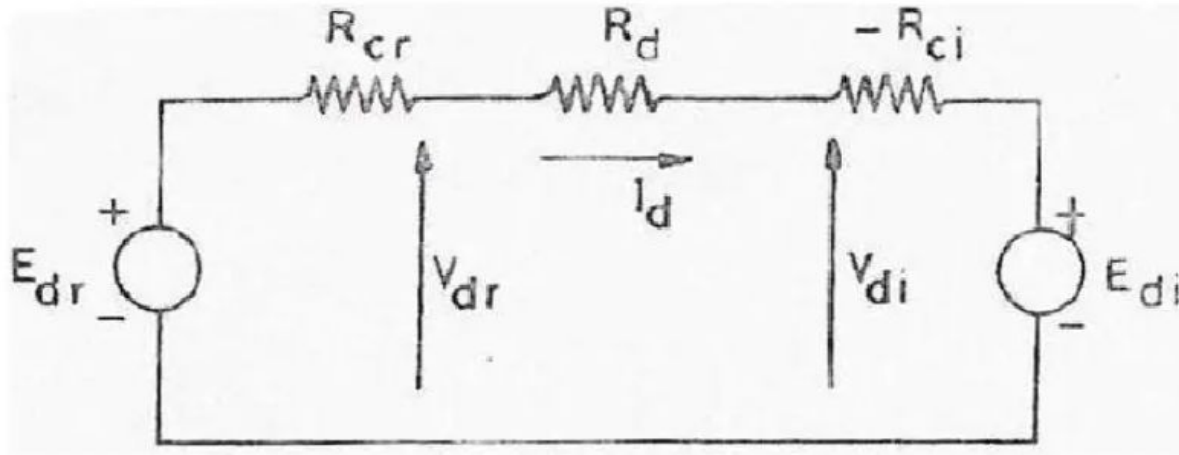 R_cr R_d - R_ci
+ I_d +
E_dr V_dr V_di E_di
- -